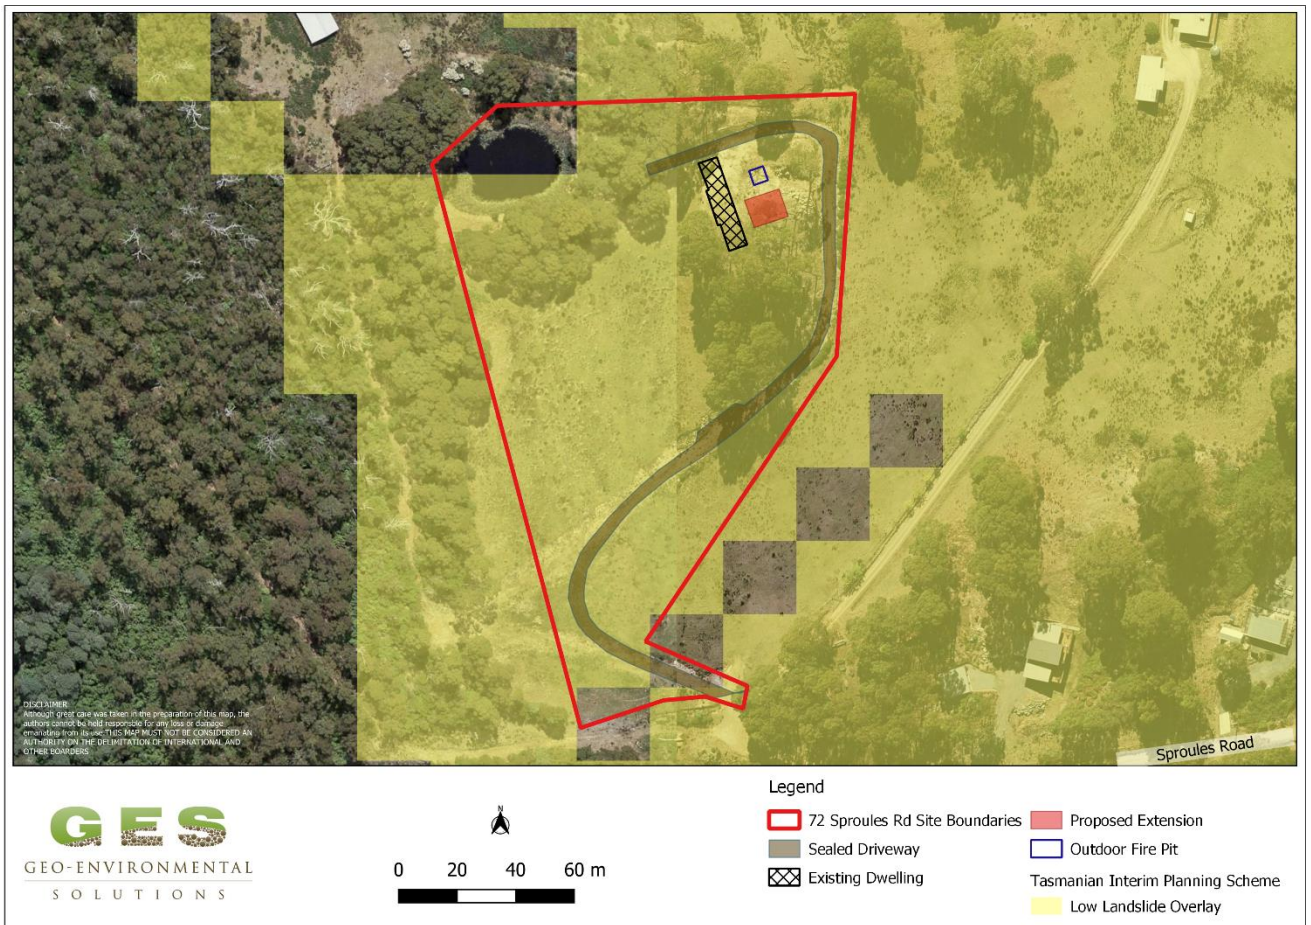 DISCLAIMER
Although great care was taken in the preparation of this map, the
authors cannot be held responsible for any loss or damage
emanating from its use. THIS MAP MUST NOT BE CONSIDERED AN
AUTHORITY ON THE DELIMITATION OF INTERNATIONAL AND
OTHER BOARDERS
Sproules Road
GES
GEO-ENVIRONMENTAL
SOLUTIONS
N
0 20 40 60 m
Legend
72 Sproules Rd Site Boundaries
Sealed Driveway
Existing Dwelling
Proposed Extension
Outdoor Fire Pit
Tasmanian Interim Planning Scheme
Low Landslide Overlay